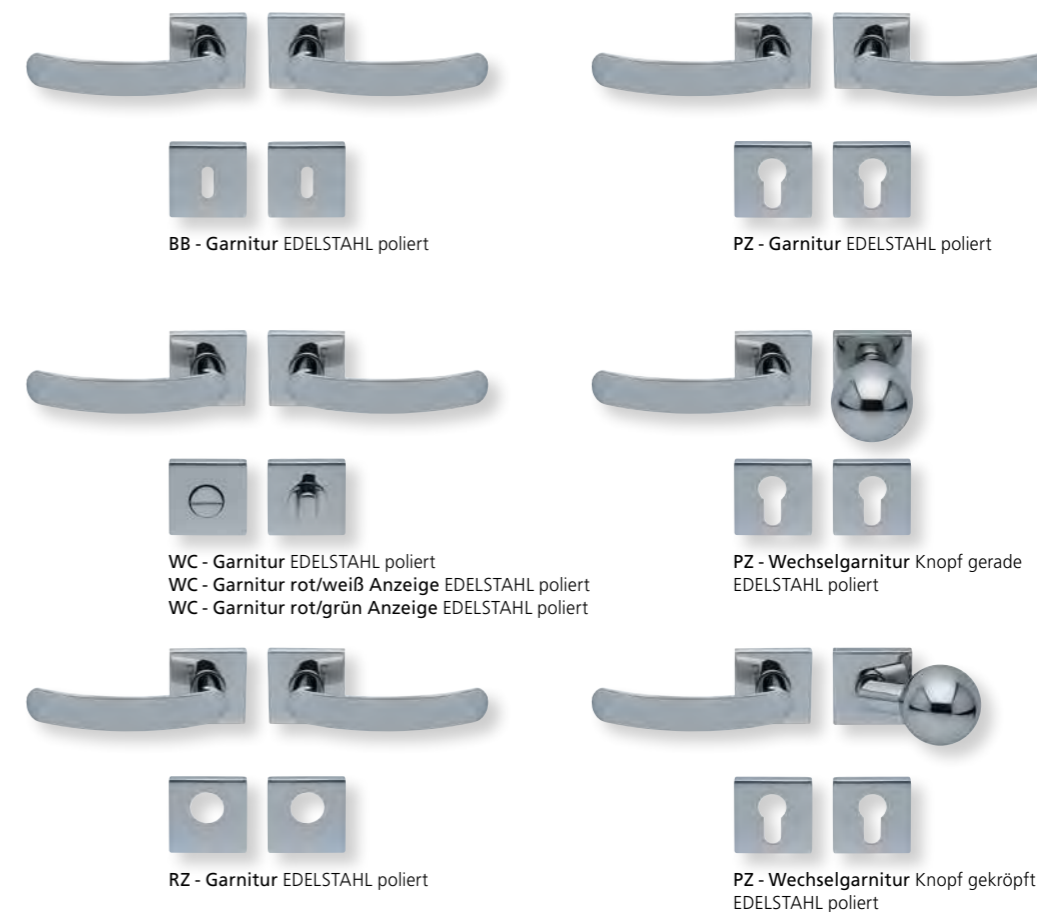 BB - Garnitur EDELSTAHL poliert
PZ - Garnitur EDELSTAHL poliert
WC - Garnitur EDELSTAHL poliert
WC - Garnitur rot/weiß Anzeige EDELSTAHL poliert
WC - Garnitur rot/grün Anzeige EDELSTAHL poliert
PZ - Wechselgarnitur Knopf gerade
EDELSTAHL poliert
RZ - Garnitur EDELSTAHL poliert
PZ - Wechselgarnitur Knopf gekröpft
EDELSTAHL poliert